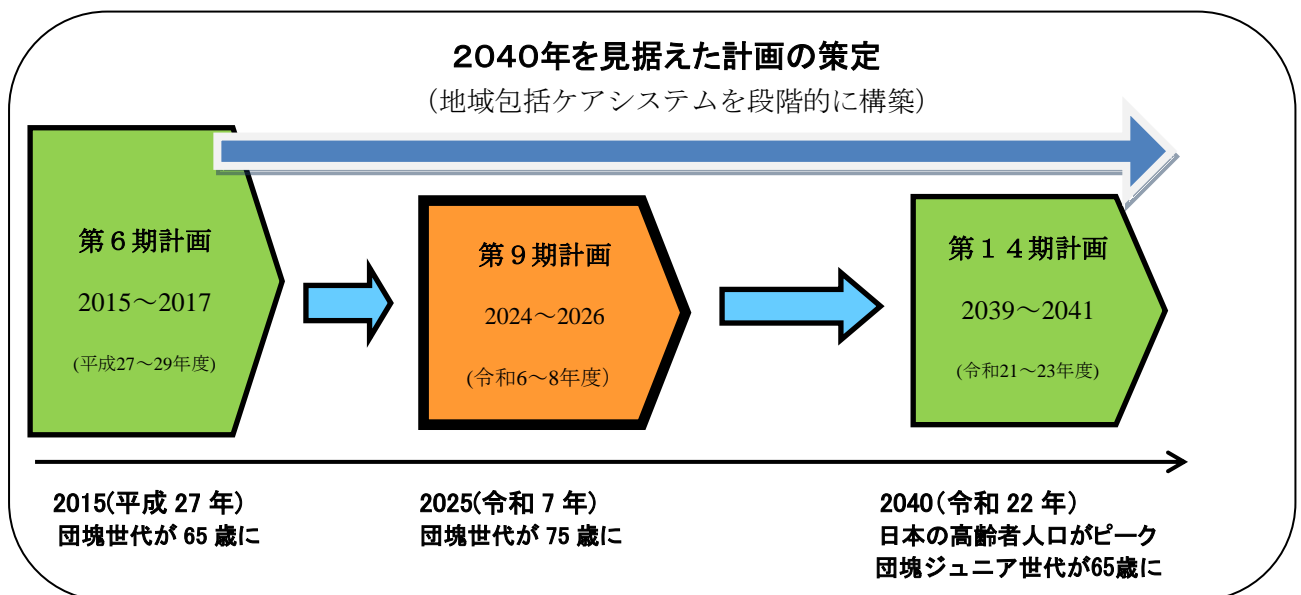 2040年を見据えた計画の策定
（地域包括ケアシステムを段階的に構築）
第６期計画
2015～2017
(平成27～29年度)
第９期計画
2024～2026
(令和6～8年度）
第１４期計画
2039～2041
(令和21～23年度)
2015(平成 27 年)
団塊世代が 65 歳に
2025(令和 7 年)
団塊世代が 75 歳に
2040（令和 22 年）
日本の高齢者人口がピーク
団塊ジュニア世代が65歳に